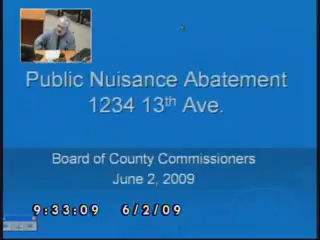 Public Nuisance Abatement
1234 13th Ave.
Board of County Commissioners
June 2, 2009
9:33:09 6/2/09